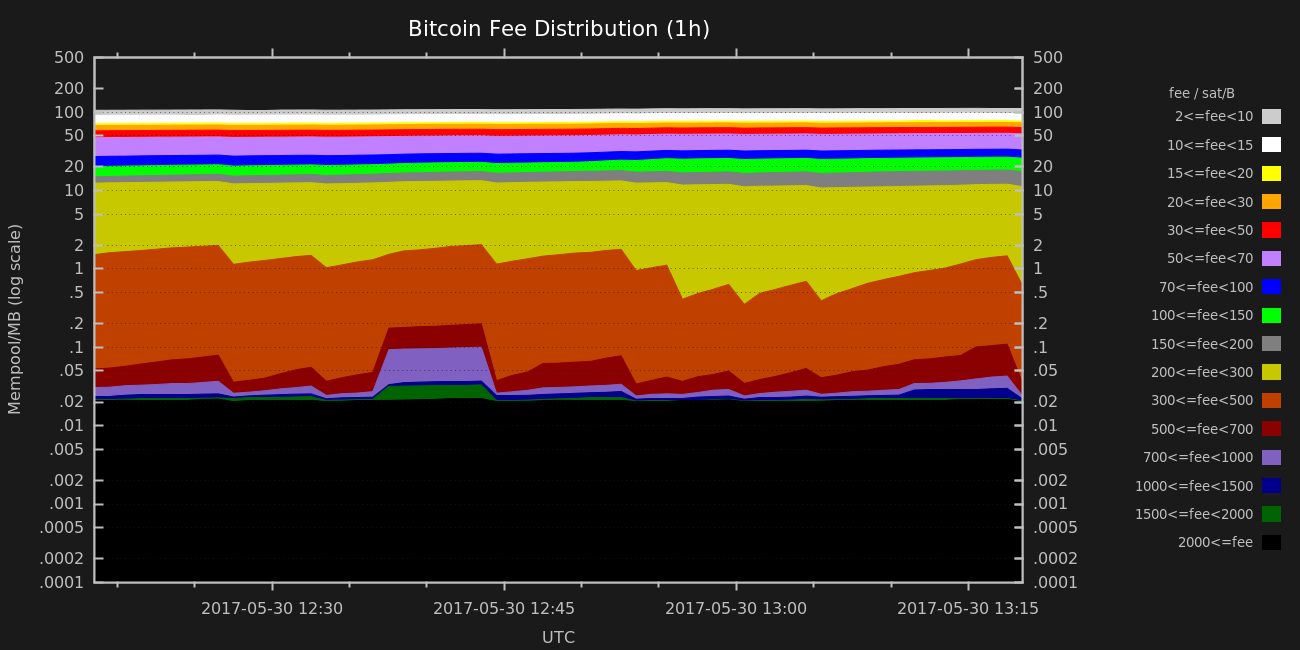 Bitcoin Fee Distribution (1h)
Mempool/MB (log scale)
500
200
100
50
20
10
5
2
1
.5
.2
.1
.05
.02
.01
.005
.002
.001
.0005
.0002
.0001
500
200
100
50
20
10
5
2
1
.5
.2
.1
.05
.02
.01
.005
.002
.001
.0005
.0002
.0001
2017-05-30 12:30
2017-05-30 12:45
2017-05-30 13:00
2017-05-30 13:15
UTC
fee / sat/B
2<=fee<10
10<=fee<15
15<=fee<20
20<=fee<30
30<=fee<50
50<=fee<70
70<=fee<100
100<=fee<150
150<=fee<200
200<=fee<300
300<=fee<500
500<=fee<700
700<=fee<1000
1000<=fee<1500
1500<=fee<2000
2000<=fee